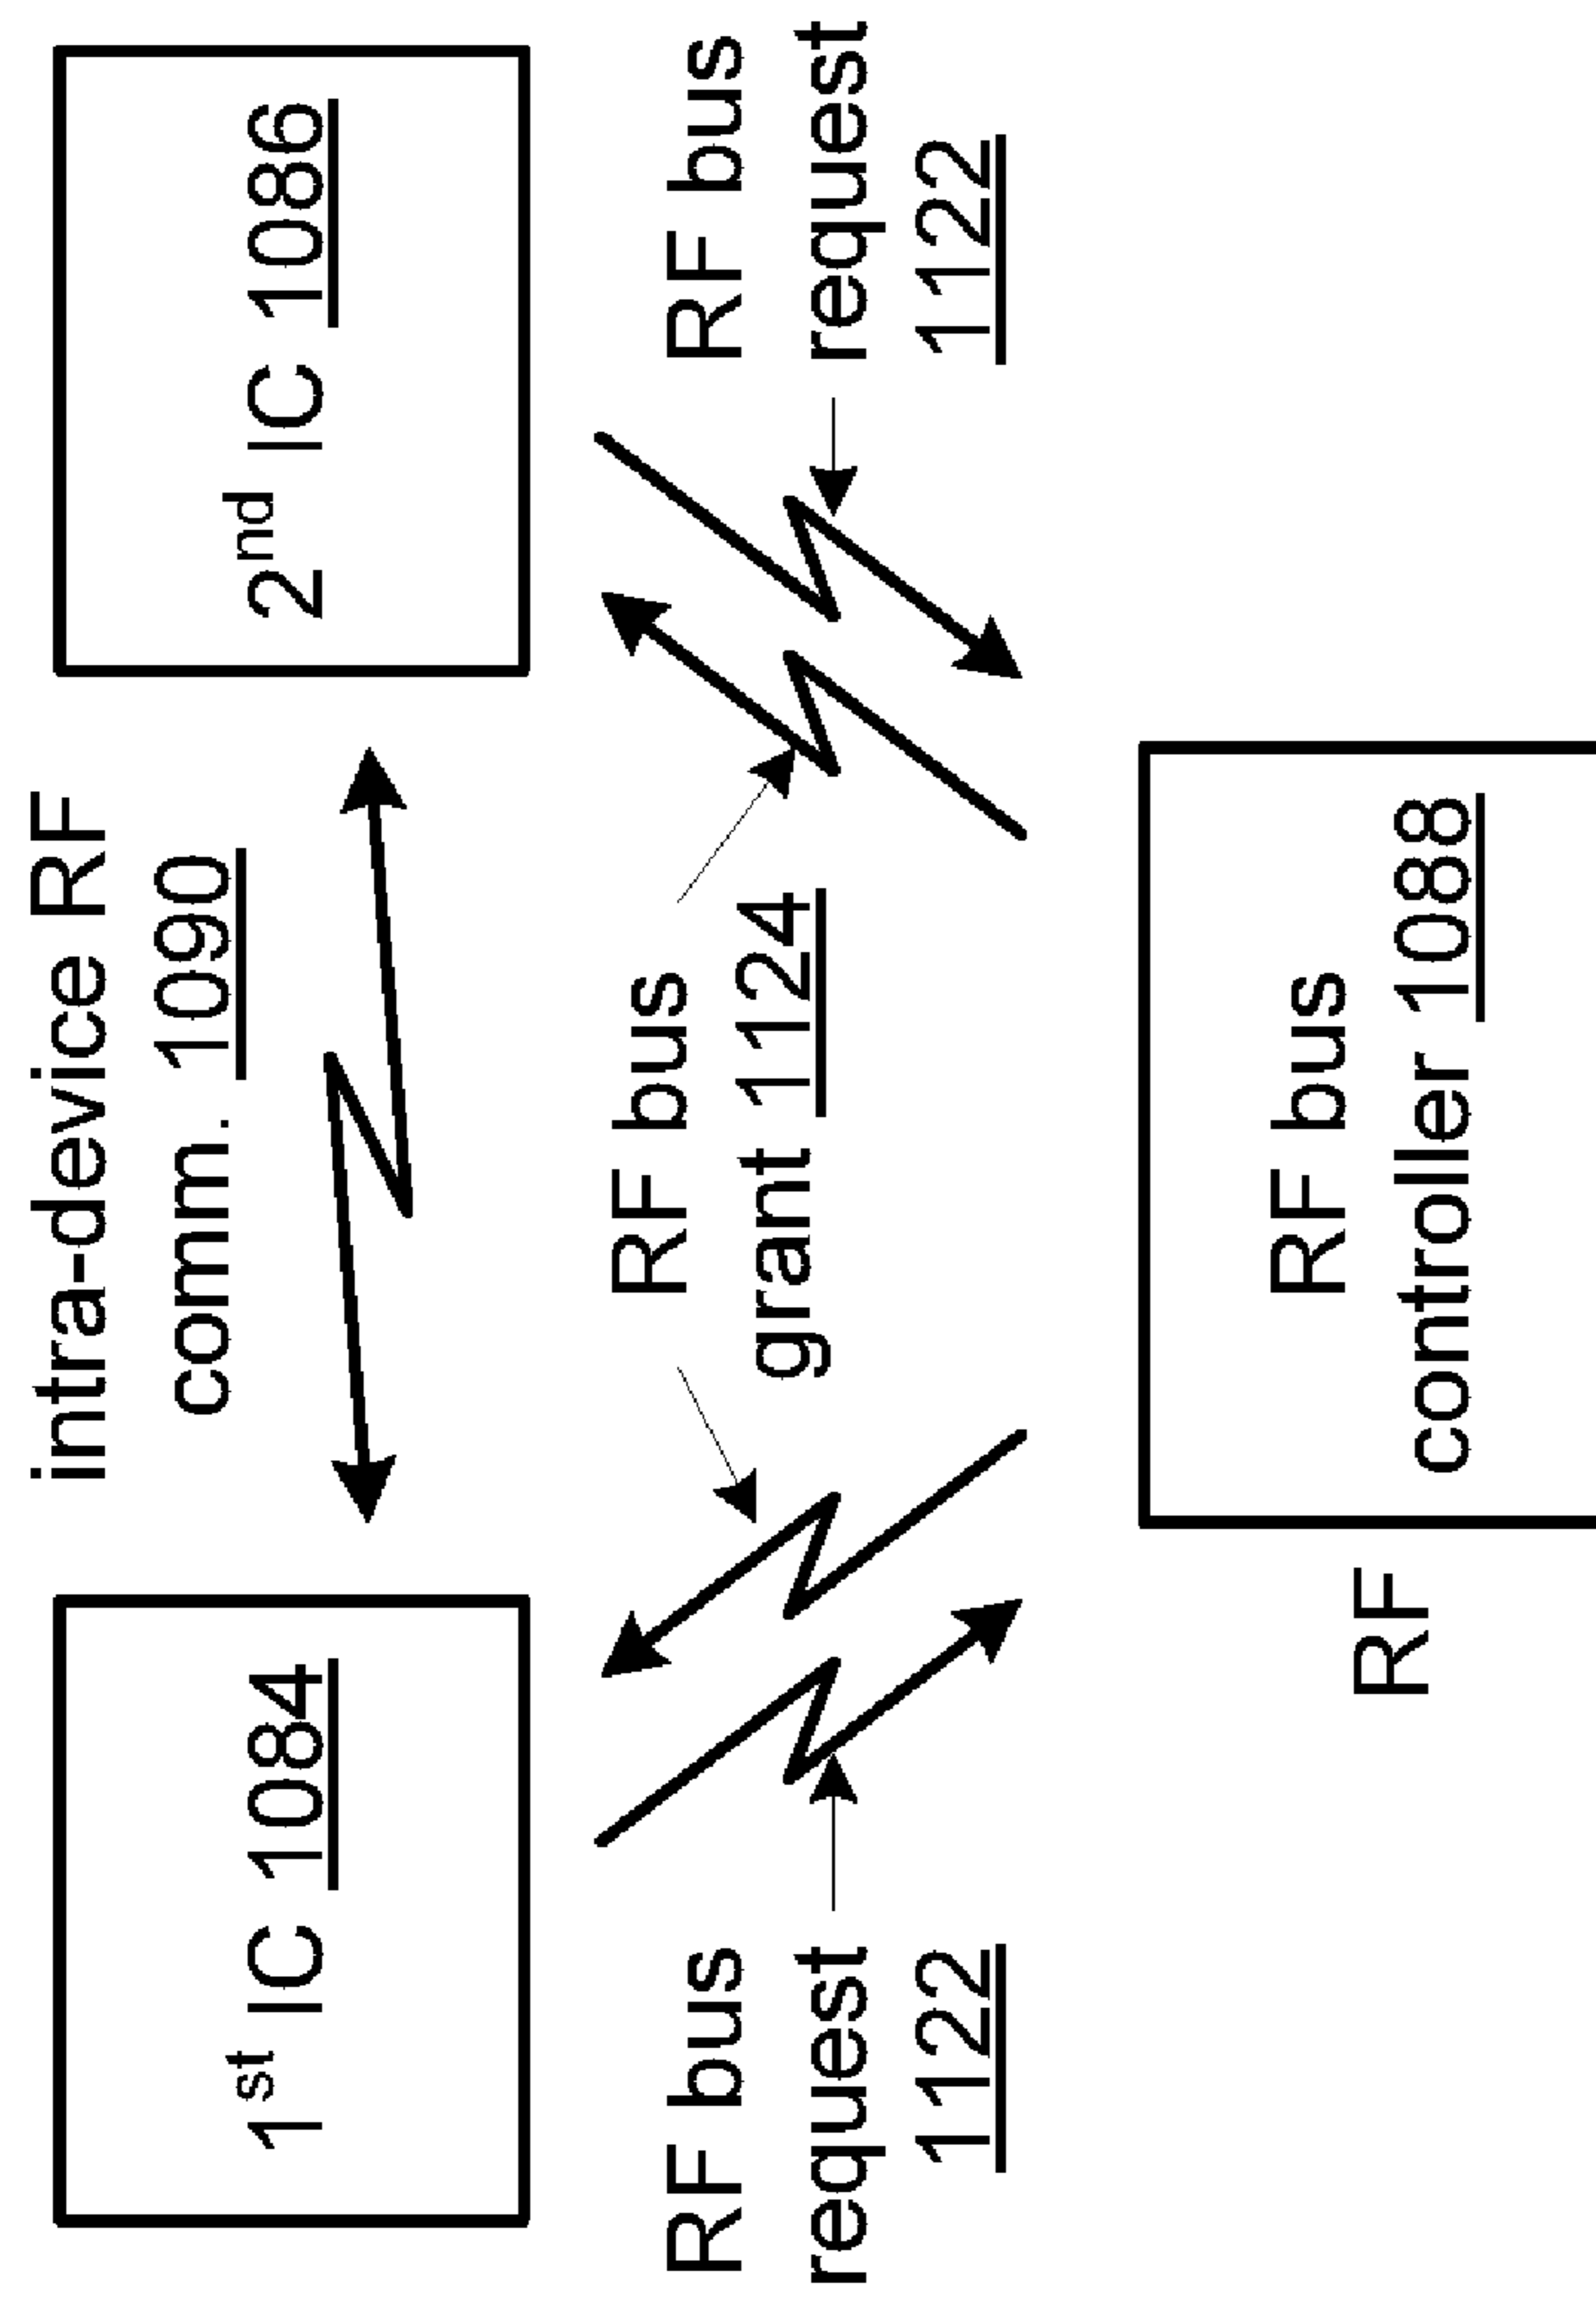 intra-device RF
comm. 1090
1st IC 1084
2nd IC 1086
RF bus
request
1122
RF bus
grant 1124
RF bus
request
1122
RF bus
controller 1088
RF